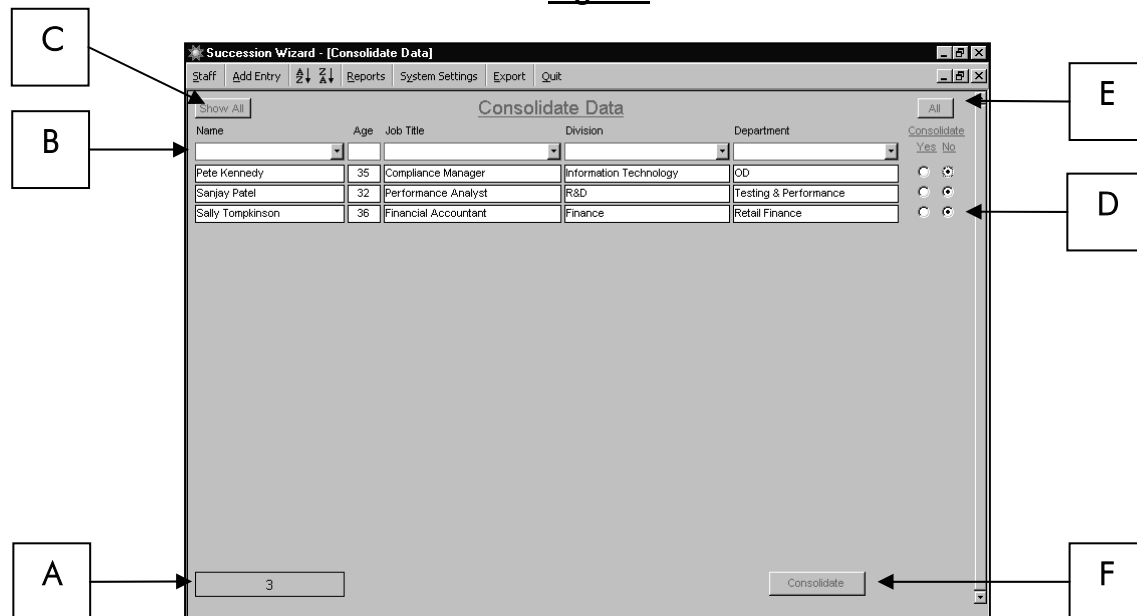 C
Succession Wizard - [Consolidate Data]
Staff Add Entry Reports System Settings Export Quit
Show All Consolidate Data All
E
B
Name Age Job Title Division Department Consolidate
Yes No
Pete Kennedy 35 Compliance Manager Information Technology OD
Sanjay Patel 32 Performance Analyst R&D Testing & Performance
D
Sally Tompkinson 36 Financial Accountant Finance Retail Finance
A
3 Consolidate
F